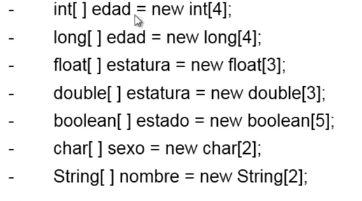 - int[ ] edad = new int[4];
- long[ ] edad = new long[4];
- float[ ] estatura = new float[3];
- double[ ] estatura = new double[3];
- boolean[ ] estado = new boolean[5];
- char[ ] sexo = new char[2];
- String[ ] nombre = new String[2];